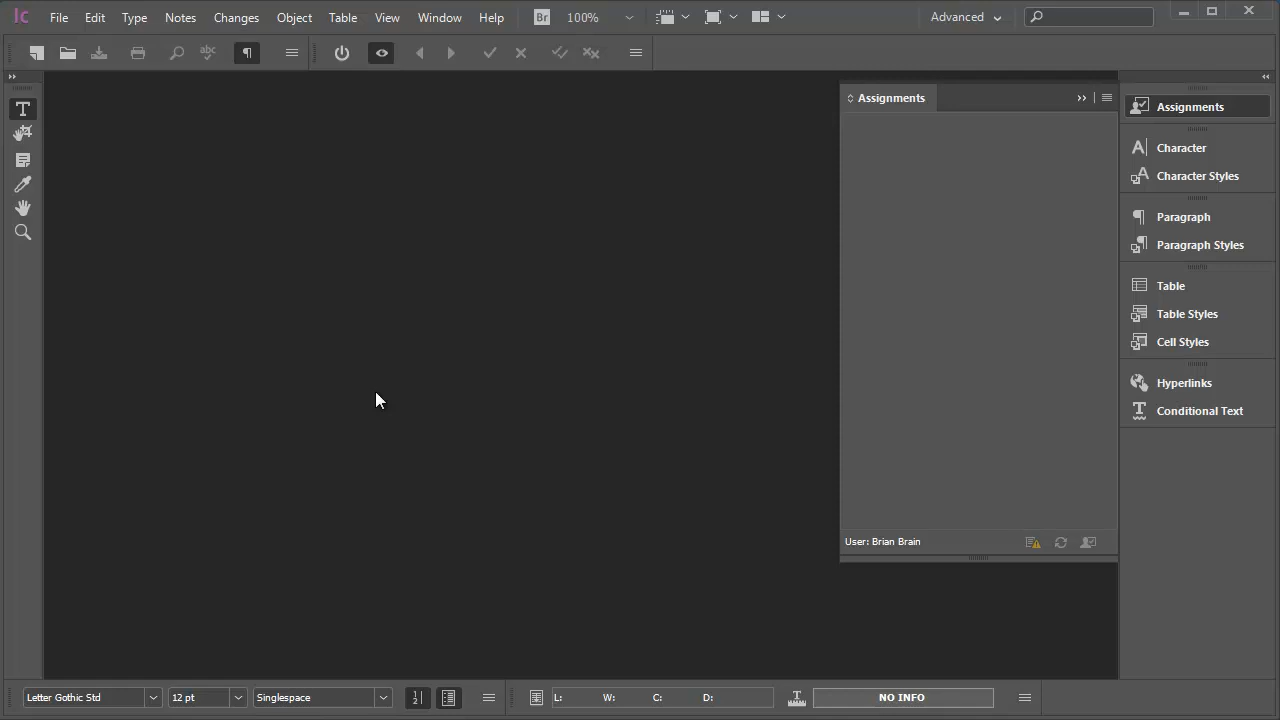 Ic File Edit Type Notes Changes Object Table View Window Help Br 100% Advanced
abc
Assignments
User: Brian Brain
Assignments
Character
Character Styles
Paragraph
Paragraph Styles
Table
Table Styles
Cell Styles
Hyperlinks
Conditional Text
Letter Gothic Std 12 pt Singlespace L: W: C: D: NO INFO